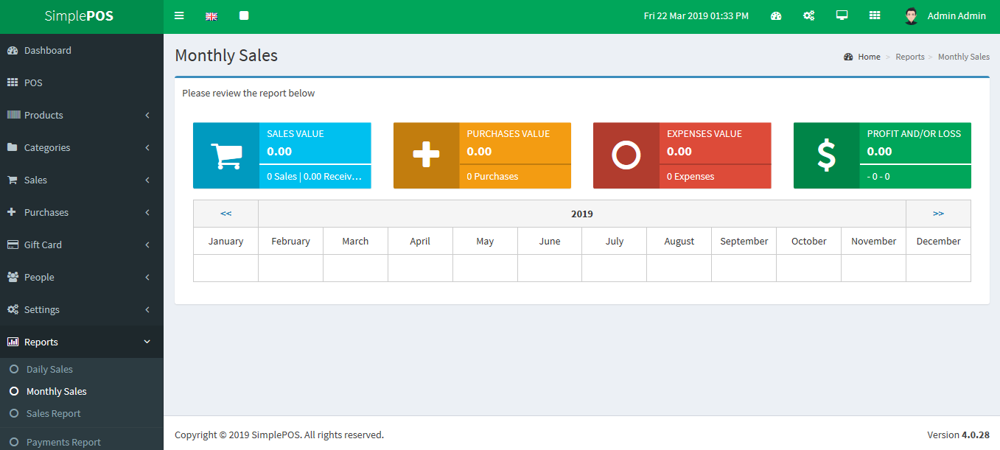 SimplePOS
Fri 22 Mar 2019 01:33 PM
Admin Admin
Dashboard
POS
Products
Categories
Sales
Purchases
Gift Card
People
Settings
Reports
Daily Sales
Monthly Sales
Sales Report
Payments Report
Monthly Sales
Home > Reports > Monthly Sales
Please review the report below
SALES VALUE
0.00
0 Sales | 0.00 Receiv...
PURCHASES VALUE
0.00
0 Purchases
EXPENSES VALUE
0.00
0 Expenses
PROFIT AND/OR LOSS
0.00
- 0 - 0
<< 2019 >>
January February March April May June July August September October November December
Copyright © 2019 SimplePOS. All rights reserved.
Version 4.0.28